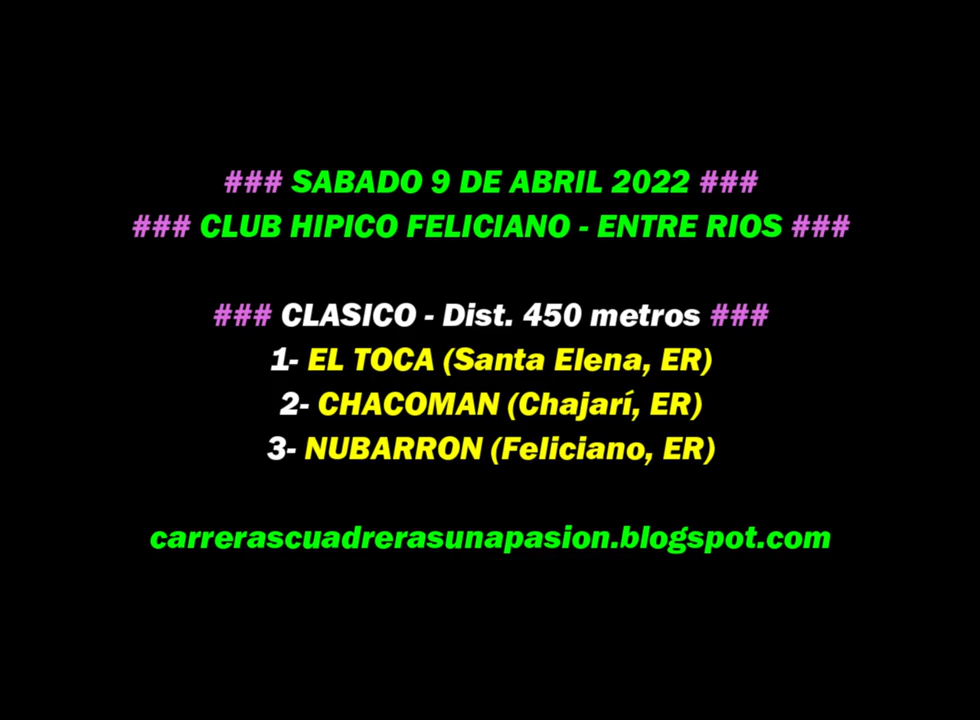 ### SABADO 9 DE ABRIL 2022 ###
### CLUB HIPICO FELICIANO - ENTRE RIOS ###
### CLASICO - Dist. 450 metros ###
1- EL TOCA (Santa Elena, ER)
2- CHACOMAN (Chajarí, ER)
3- NUBARRON (Feliciano, ER)
carrerascuadrerasunapasion.blogspot.com